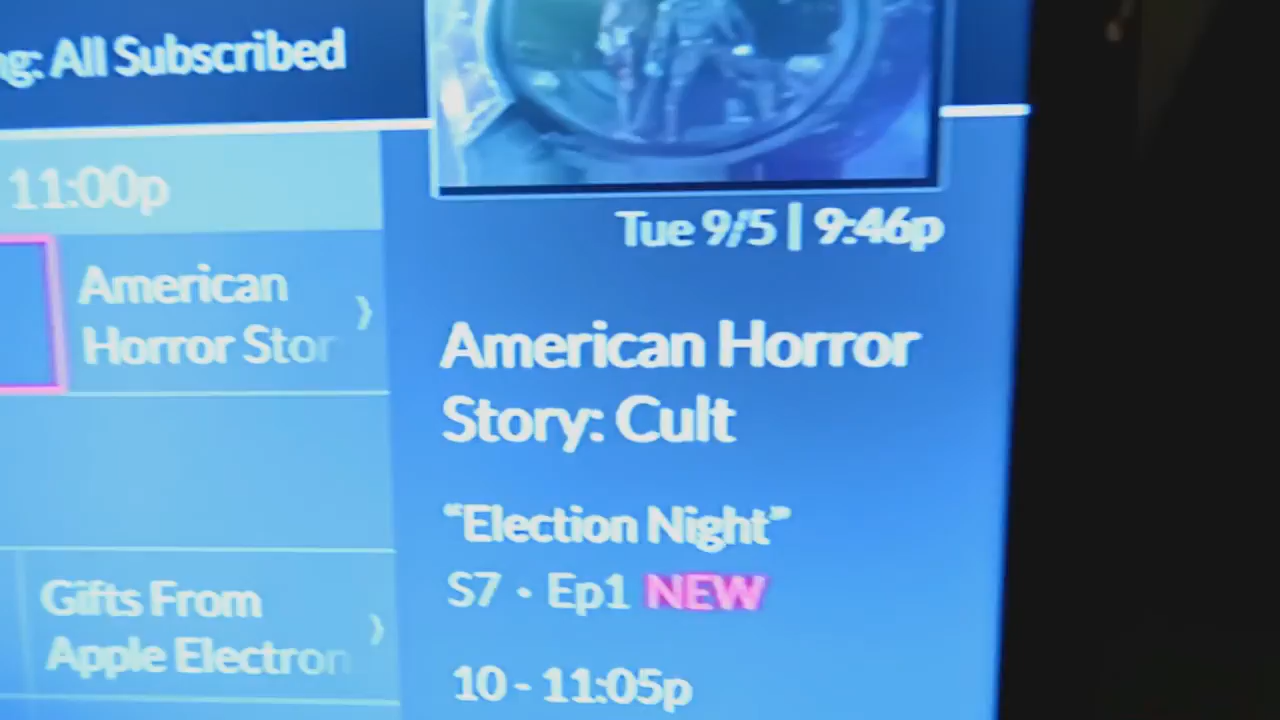 ng: All Subscribed
11:00p
Tue 9/5 | 9:46p
American
Horror Stor
American Horror
Story: Cult
"Election Night"
S7 • Ep1 NEW
Gifts From
Apple Electron
10 - 11:05p